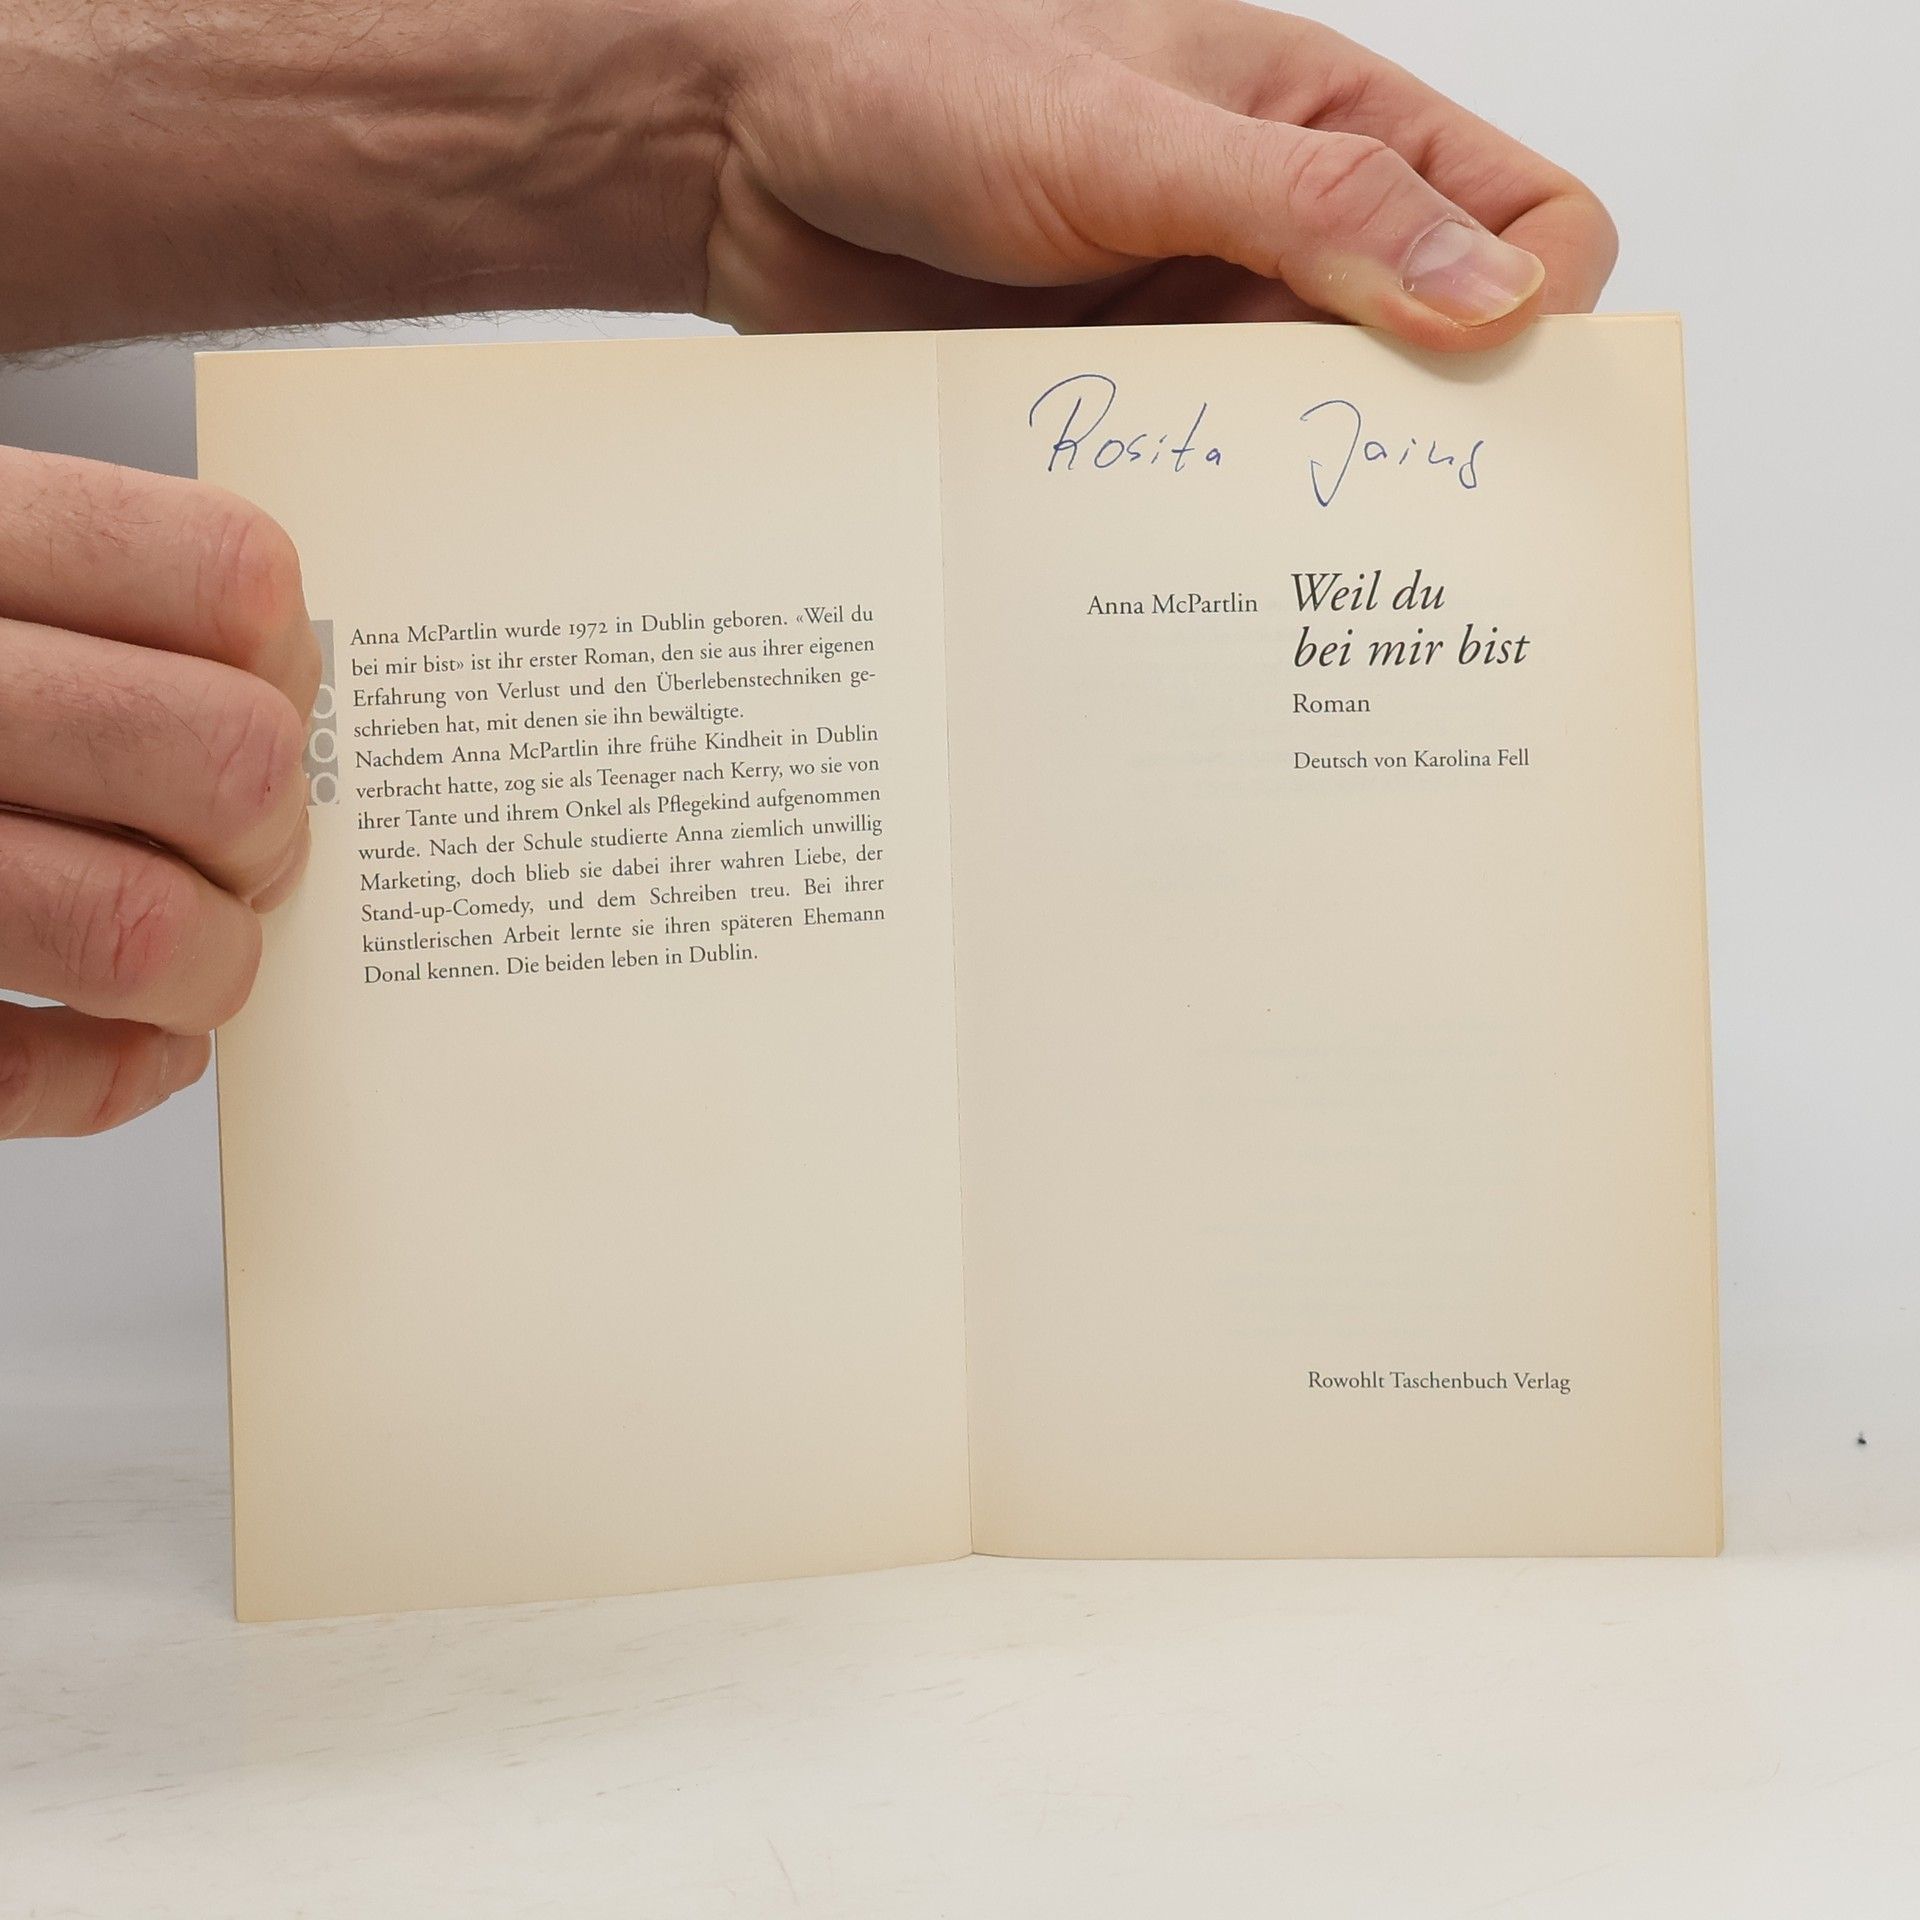 Anna McPartlin wurde 1972 in Dublin geboren. «Weil du
bei mir bist» ist ihr erster Roman, den sie aus ihrer eigenen
Erfahrung von Verlust und den Überlebenstechniken ge-
schrieben hat, mit denen sie ihn bewältigte.
Nachdem Anna McPartlin ihre frühe Kindheit in Dublin
verbracht hatte, zog sie als Teenager nach Kerry, wo sie von
ihrer Tante und ihrem Onkel als Pflegekind aufgenommen
wurde. Nach der Schule studierte Anna ziemlich unwillig
Marketing, doch blieb sie dabei ihrer wahren Liebe, der
Stand-up-Comedy, und dem Schreiben treu. Bei ihrer
künstlerischen Arbeit lernte sie ihren späteren Ehemann
Donal kennen. Die beiden leben in Dublin.
Rosita
Anna McPartlin
Weil du
bei mir bist
Roman
Deutsch von Karolina Fell
Rowohlt Taschenbuch Verlag